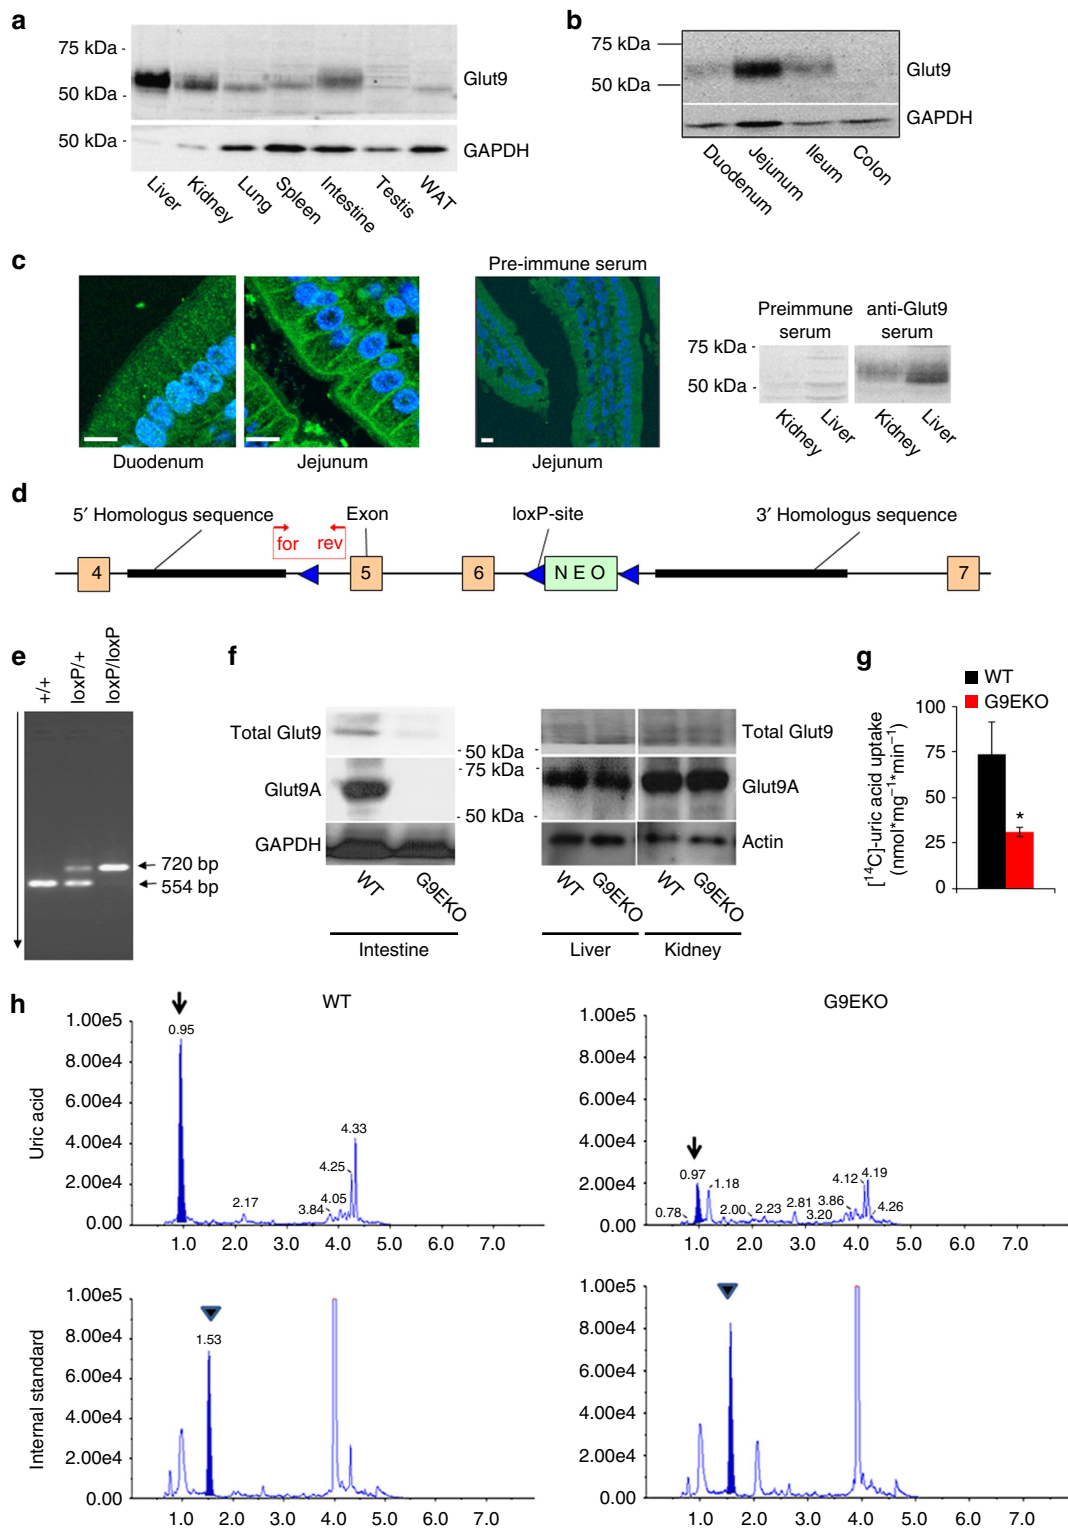 a
75 kDa
50 kDa
Glut9
50 kDa
GAPDH
Liver
Kidney
Lung
Spleen
Intestine
Testis
WAT
b
75 kDa
50 kDa
Glut9
GAPDH
Duodenum
Jejunum
Ileum
Colon
c
Duodenum
Jejunum
Pre-immune serum
Jejunum
Preimmune serum
anti-Glut9 serum
75 kDa
50 kDa
Kidney
Liver
Kidney
Liver
d
5′ Homologus sequence
for
rev
Exon
loxP-site
3′ Homologus sequence
4
5
6
NEO
7
e
+/+
loxP/+
loxP/loxP
720 bp
554 bp
f
Total Glut9
Glut9A
GAPDH
50 kDa
75 kDa
50 kDa
Total Glut9
Glut9A
Actin
WT
G9EKO
WT
G9EKO
WT
G9EKO
Intestine
Liver
Kidney
g
WT
G9EKO
[¹⁴C]-uric acid uptake
(nmol*mg⁻¹*min⁻¹)
100
75
50
25
0
*
h
WT
Uric acid
1.00e5
8.00e4
6.00e4
4.00e4
2.00e4
0.00
0.95
2.17
3.84
4.05
4.25
4.33
1.0 2.0 3.0 4.0 5.0 6.0 7.0
G9EKO
1.00e5
8.00e4
6.00e4
4.00e4
2.00e4
0.00
0.78
0.97
1.18
2.00
2.23
2.81
3.20
3.86
4.12
4.19
4.26
1.0 2.0 3.0 4.0 5.0 6.0 7.0
Internal standard
1.00e5
8.00e4
6.00e4
4.00e4
2.00e4
0.00
1.53
1.0 2.0 3.0 4.0 5.0 6.0 7.0
1.00e5
8.00e4
6.00e4
4.00e4
2.00e4
0.00
1.0 2.0 3.0 4.0 5.0 6.0 7.0